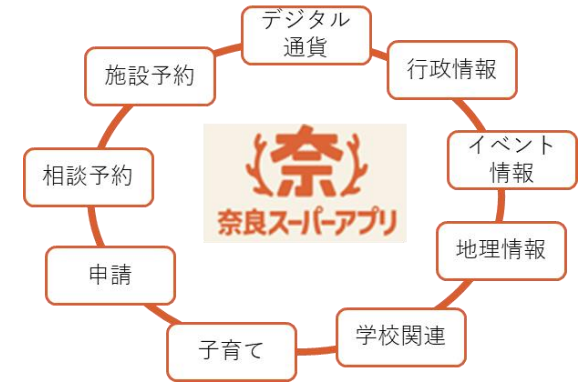 デジタル
通貨
行政情報
イベント
情報
地理情報
学校関連
子育て
申請
相談予約
施設予約
奈
奈良スーパーアプリ